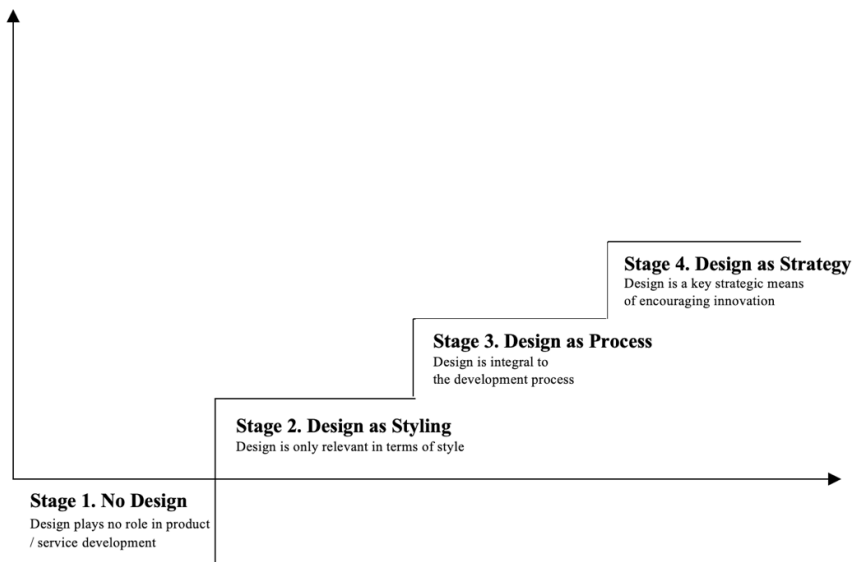 Stage 4. Design as Strategy
Design is a key strategic means
of encouraging innovation
Stage 3. Design as Process
Design is integral to
the development process
Stage 2. Design as Styling
Design is only relevant in terms of style
Stage 1. No Design
Design plays no role in product
/ service development